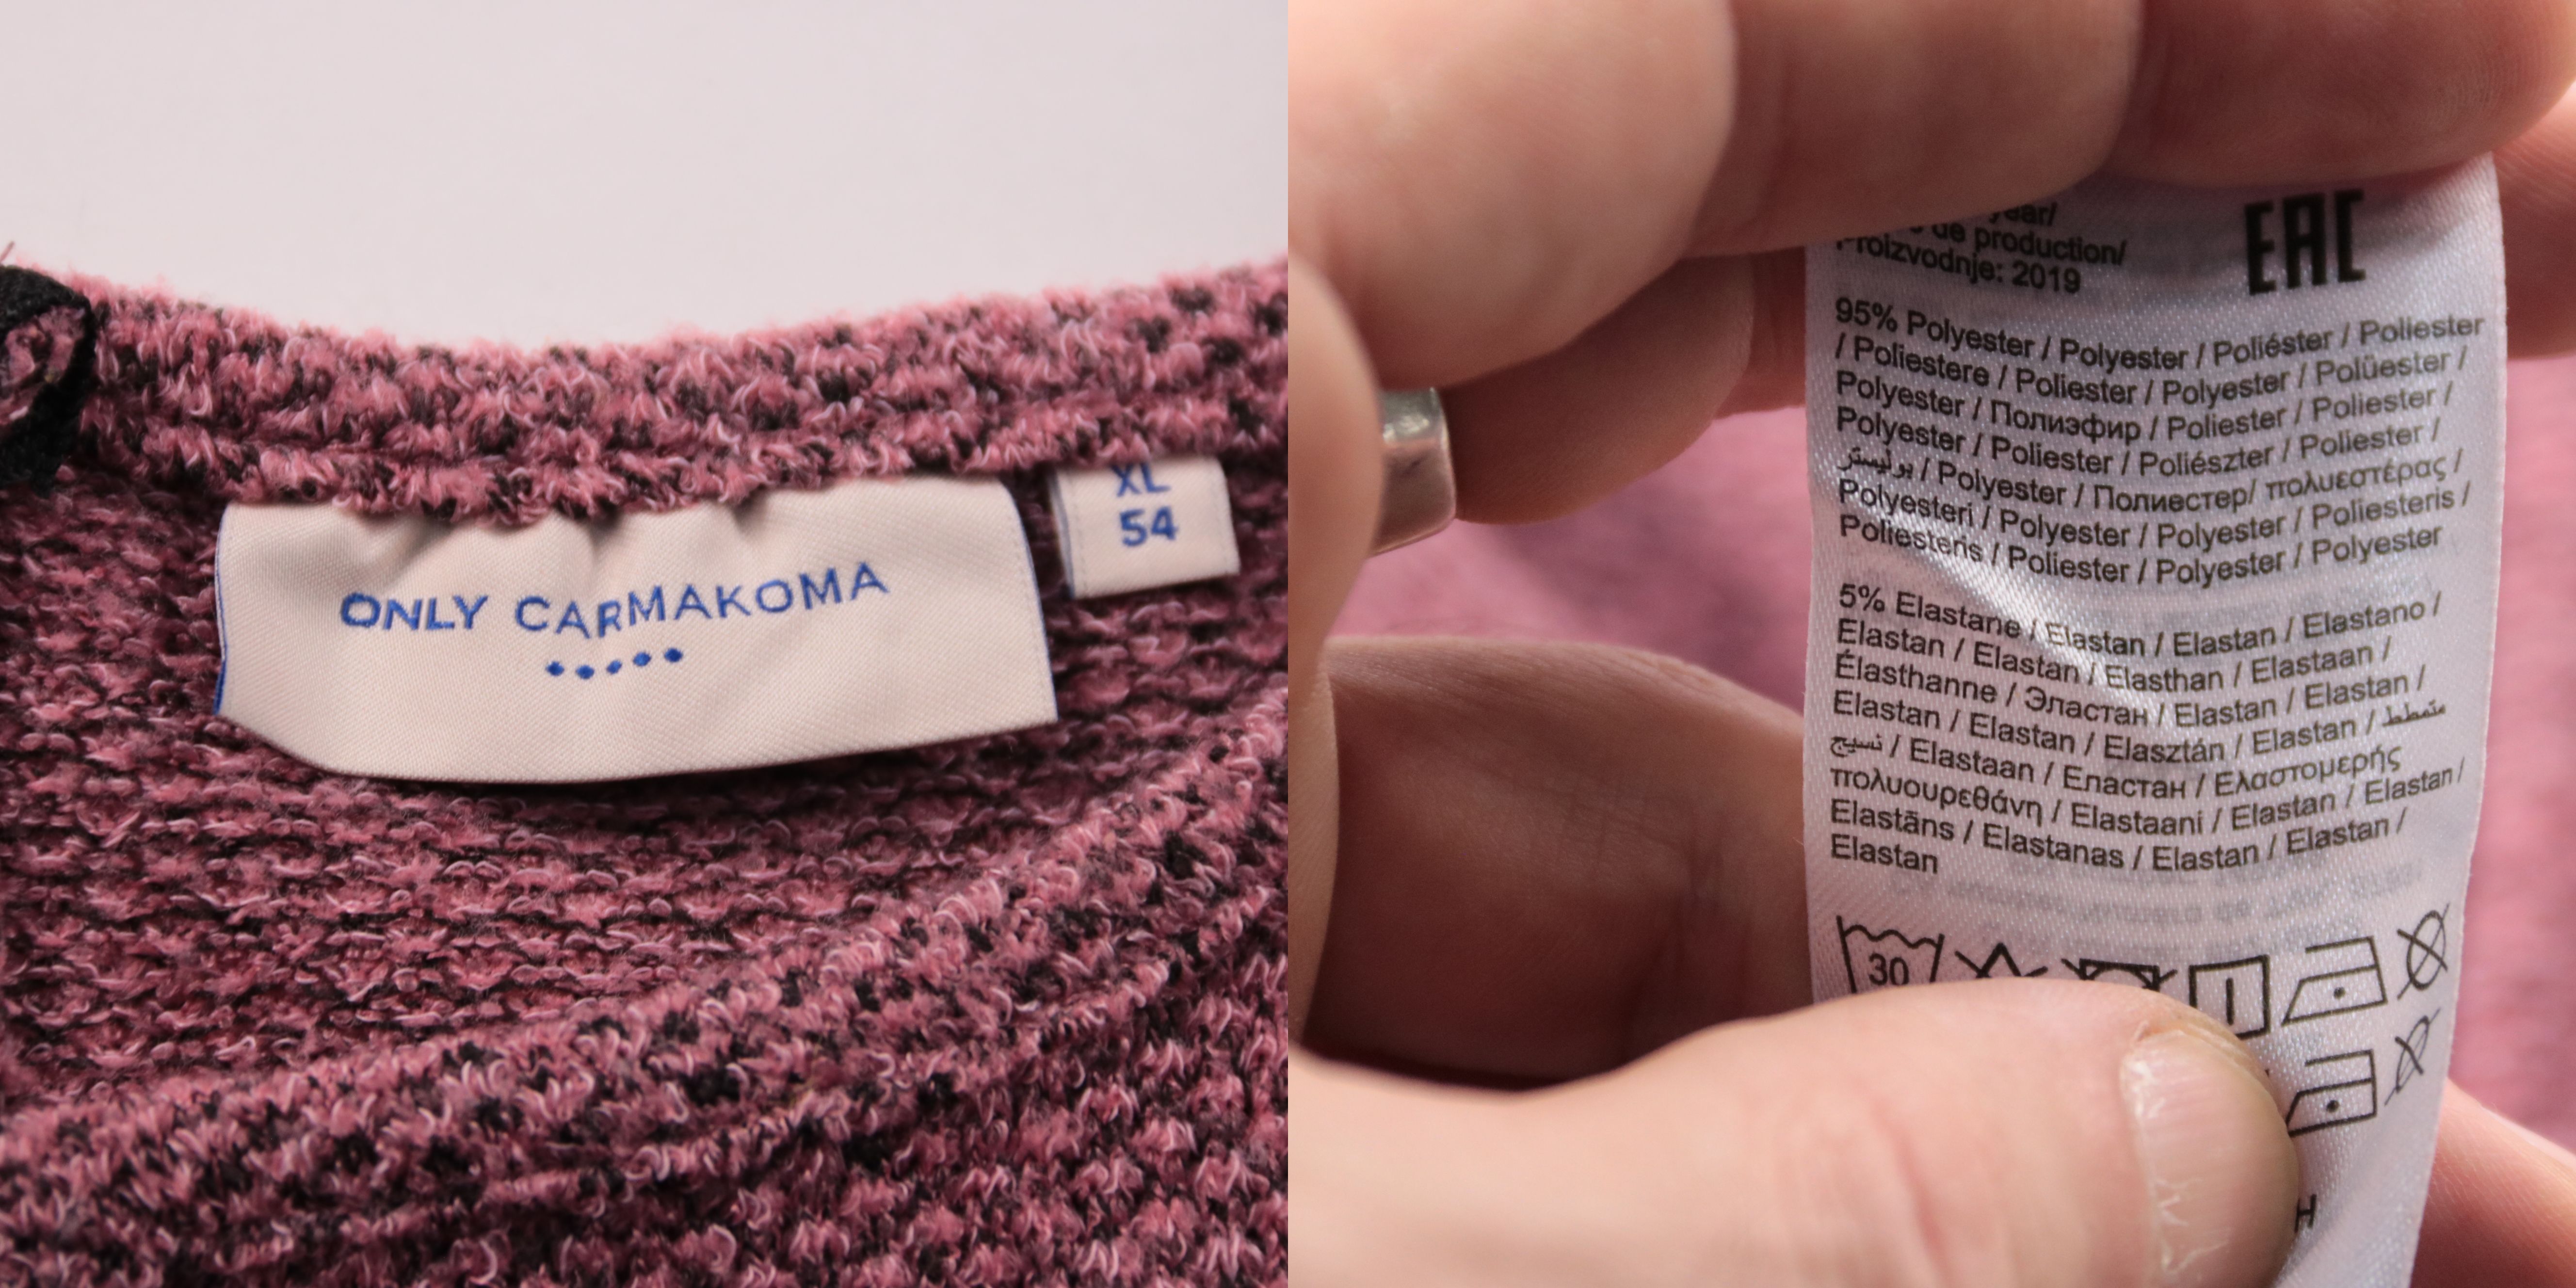 ONLY CARMAKOMA
XL
54
year/
de production/
Proizvodnje: 2019
EAC
95% Polyester / Polyester / Poliéster / Poliester
/ Poliestere / Poliester / Polyester / Polüester /
Polyester / Полиэфир / Poliester / Poliester /
Polyester / Poliester / Poliészter / Poliester /
بوليستر / Polyester / Полиестер/ πολυεστέρας /
Polyesteri / Polyester / Polyester / Poliesteris /
Poliesteris / Poliester / Polyester / Polyester
5% Elastane / Elastan / Elastan / Elastano /
Elastan / Elastan / Elasthan / Elastaan /
Élasthanne / Эластан / Elastan / Elastan /
Elastan / Elastan / Elasztán / Elastan / متمطط
نسيج / Elastaan / Еластан / Ελαστομερής
πολυουρεθάνη / Elastaani / Elastan / Elastan /
Elastāns / Elastanas / Elastan / Elastan /
Elastan
30
H